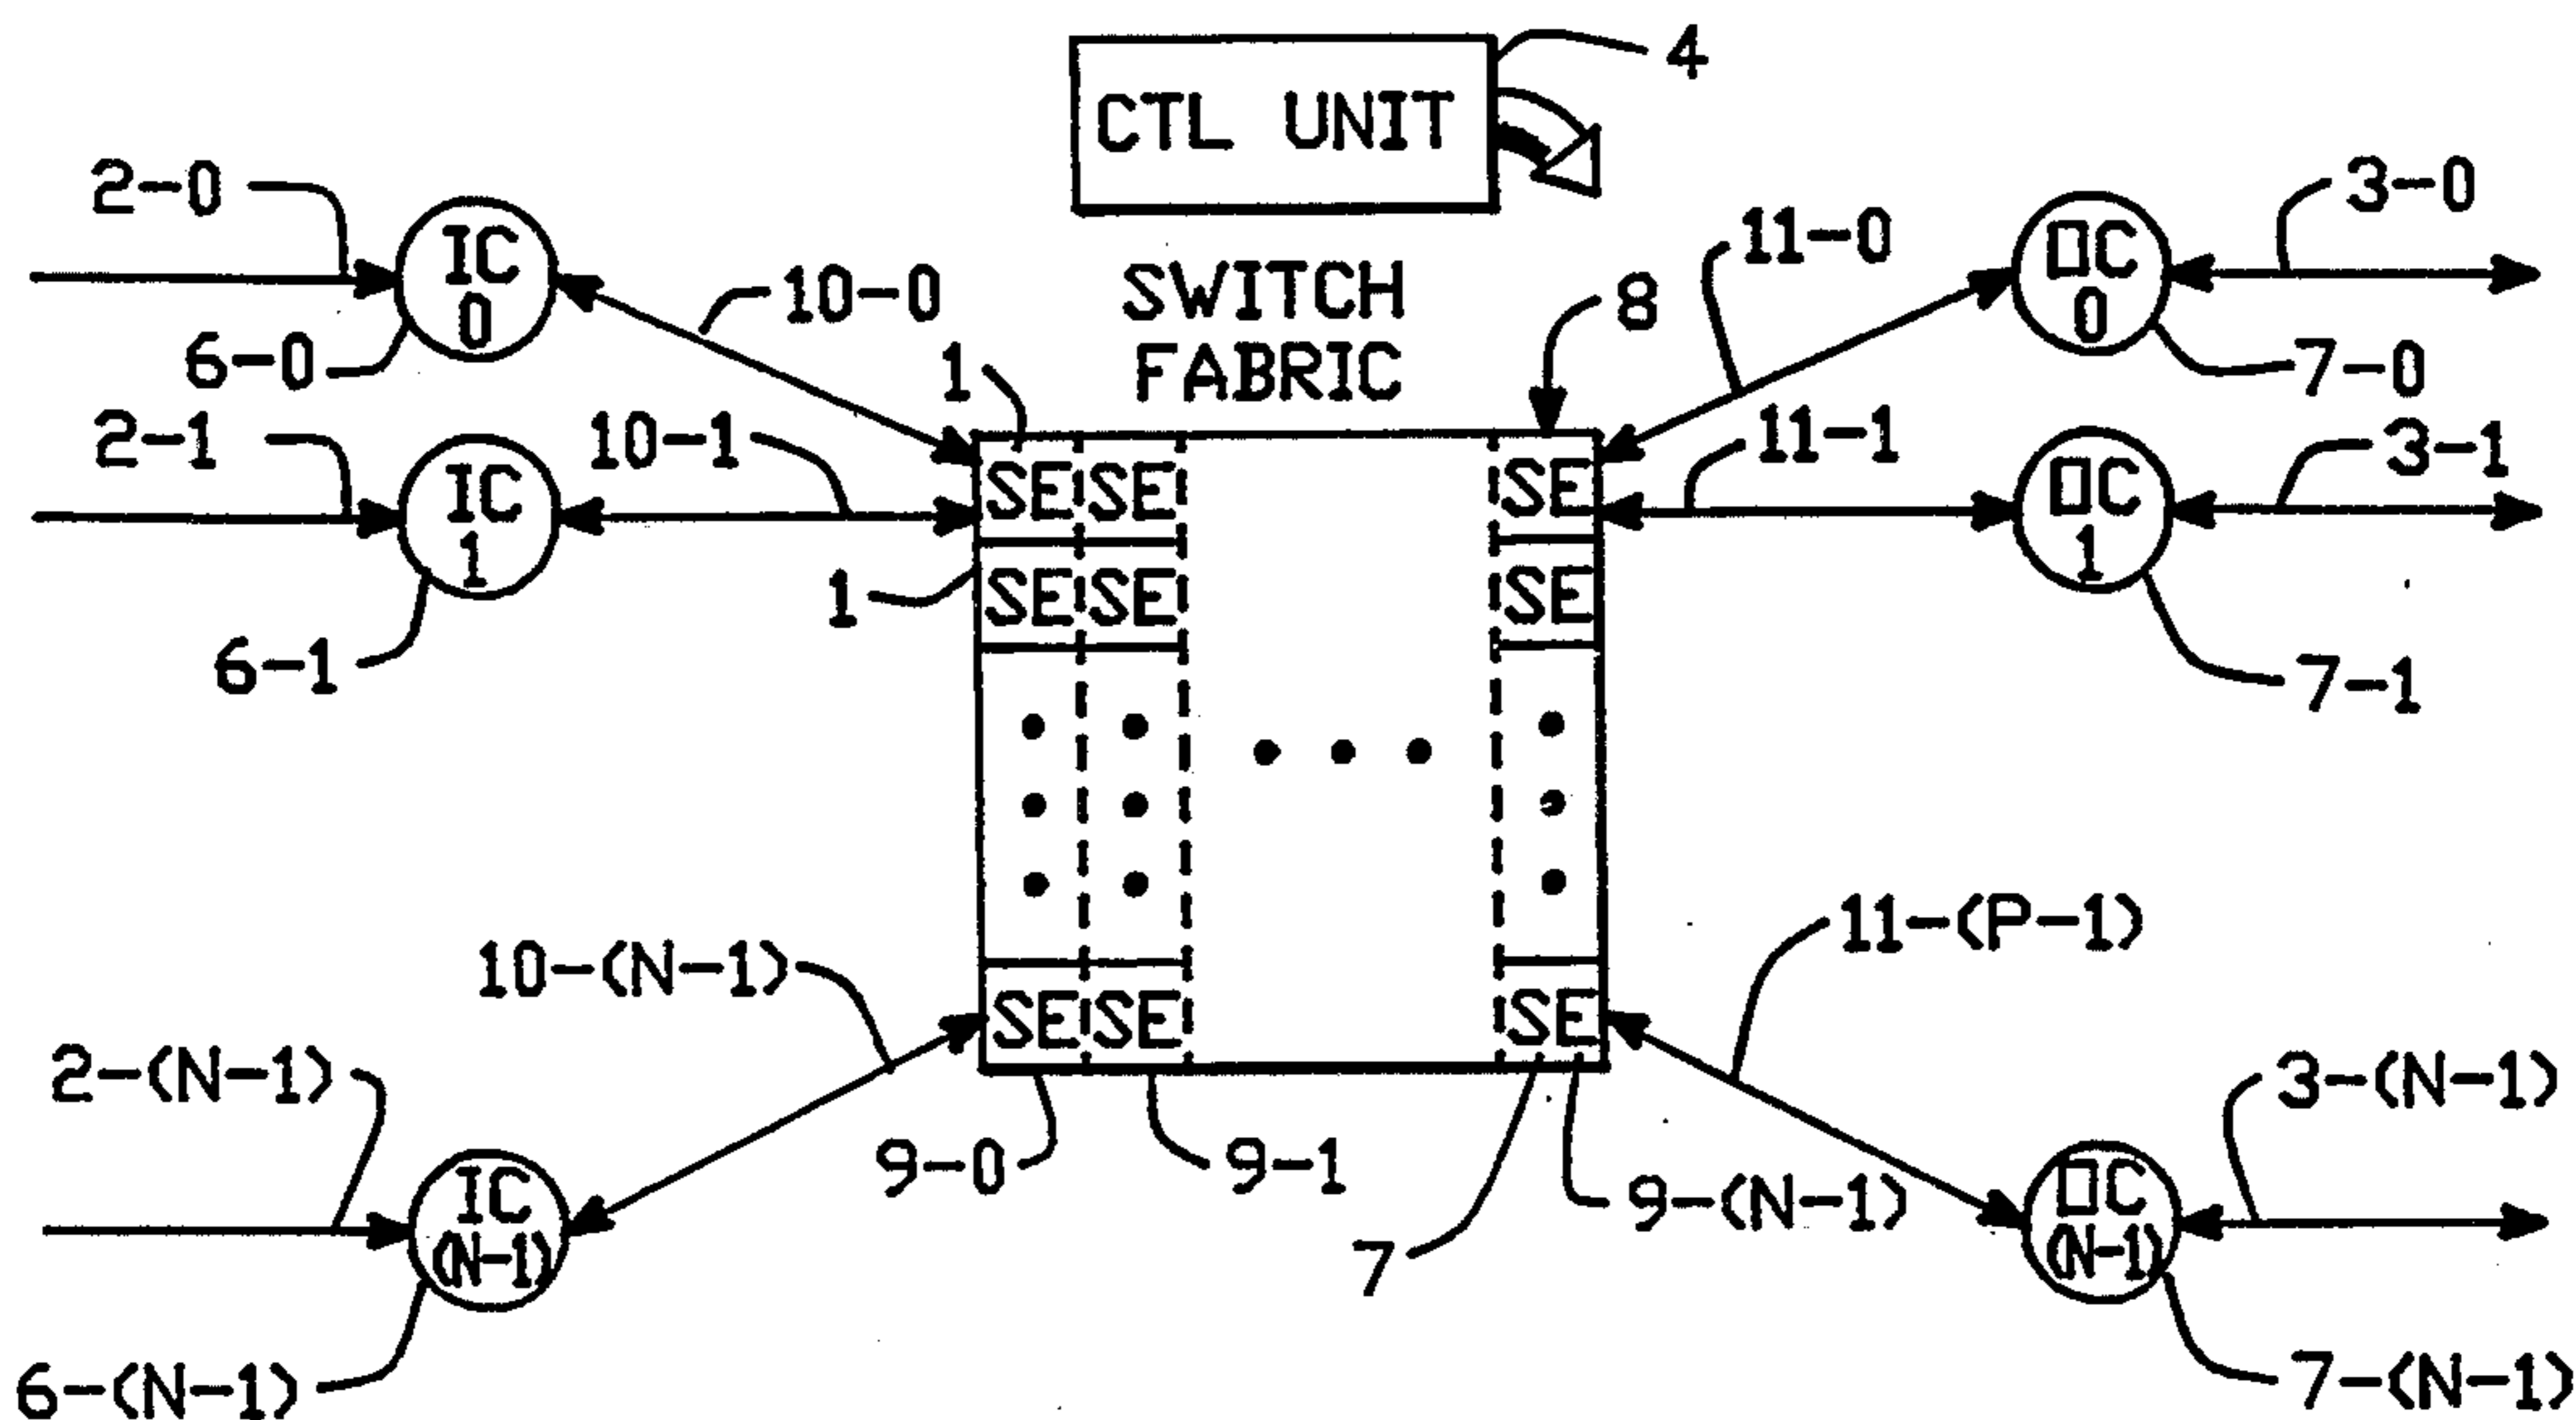 4
CTL UNIT
2-0
3-0
IC
0
11-0
OC
0
10-0
SWITCH
FABRIC
8
6-0
1
7-0
2-1
10-1
11-1
3-1
IC
1
SE SE
SE
OC
1
1
SE SE
SE
6-1
7-1
11-(P-1)
10-(N-1)
SE SE
SE
2-(N-1)
3-(N-1)
9-0
9-1
9-(N-1)
IC
(N-1)
OC
(N-1)
7
6-(N-1)
7-(N-1)